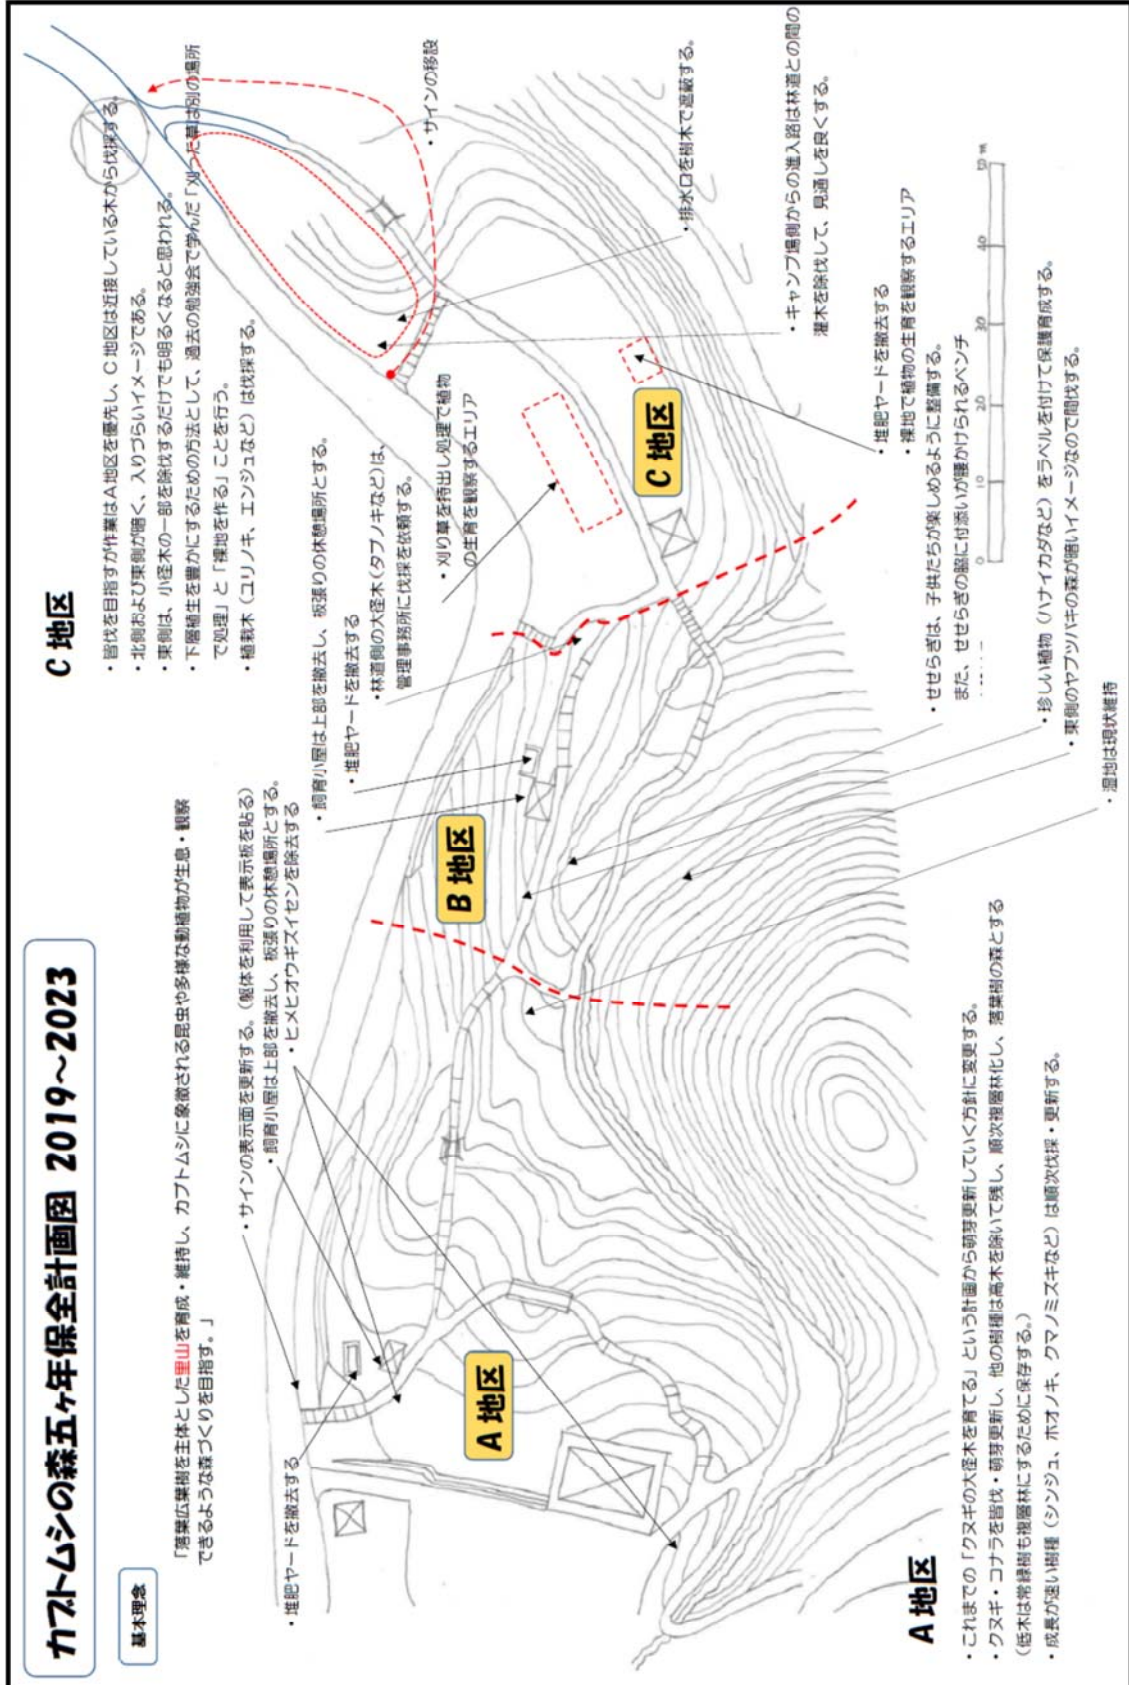 カブトムシの森五ヶ年保全計画図 2019～2023
基本理念
「落葉広葉樹を主体とした里山を育成・維持し、カブトムシに象徴される昆虫や多様な動植物が生息・観察
できるような森づくりを目指す。」
・サインの表示面を更新する。（躯体を利用して表示板を貼る）
・飼育小屋は上部を撤去し、板張りの休憩場所とする。
・ヒメヒオウギズイセンを除去する
・堆肥ヤードを撤去する
A 地区
A 地区
・これまでの「クヌギの大径木を育てる」という計画から萌芽更新していく方針に変更する。
・クヌギ・コナラを皆伐・萌芽更新し、他の樹種は高木を除いて残し、順次複層林化し、落葉樹の森とする
（低木は常緑樹も複層林にするために保存する。）
・成長が速い樹種（シンジュ、ホオノキ、クマノミズキなど）は順次伐採・更新する。
B 地区
・飼育小屋は上部を撤去し、板張りの休憩場所とする。
・堆肥ヤードを撤去する
・林道側の大径木(タブノキなど)は、
管理事務所に伐採を依頼する。
・せせらぎは、子供たちが楽しめるように整備する。
また、せせらぎの脇に付添いが腰かけられるベンチ
・珍しい植物（ハナイカダなど）をラベルを付けて保護育成する。
・東側のヤブツバキの森が暗いイメージなので間伐する。
・湿地は現状維持
C 地区
・皆伐を目指すが作業はA地区を優先し、C 地区は近接している木から伐採する。
・北側および東側が暗く、入りづらいイメージである。
・東側は、小径木の一部を除伐するだけでも明るくなると思われる。
・下層植生を豊かにするための方法として、過去の勉強会で学んだ「刈った草は別の場所
で処理」と「裸地を作る」ことを行う。
・植栽木（ユリノキ、エンジュなど）は伐採する。
・刈り草を持出し処理で植物
の生育を観察するエリア
C 地区
・サインの移設
・排水口を樹木で遮蔽する。
・キャンプ場側からの進入路は林道との間の
灌木を除伐して、見通しを良くする。
・堆肥ヤードを撤去する
・裸地で植物の生育を観察するエリア
0 10 20 30 40 50 m